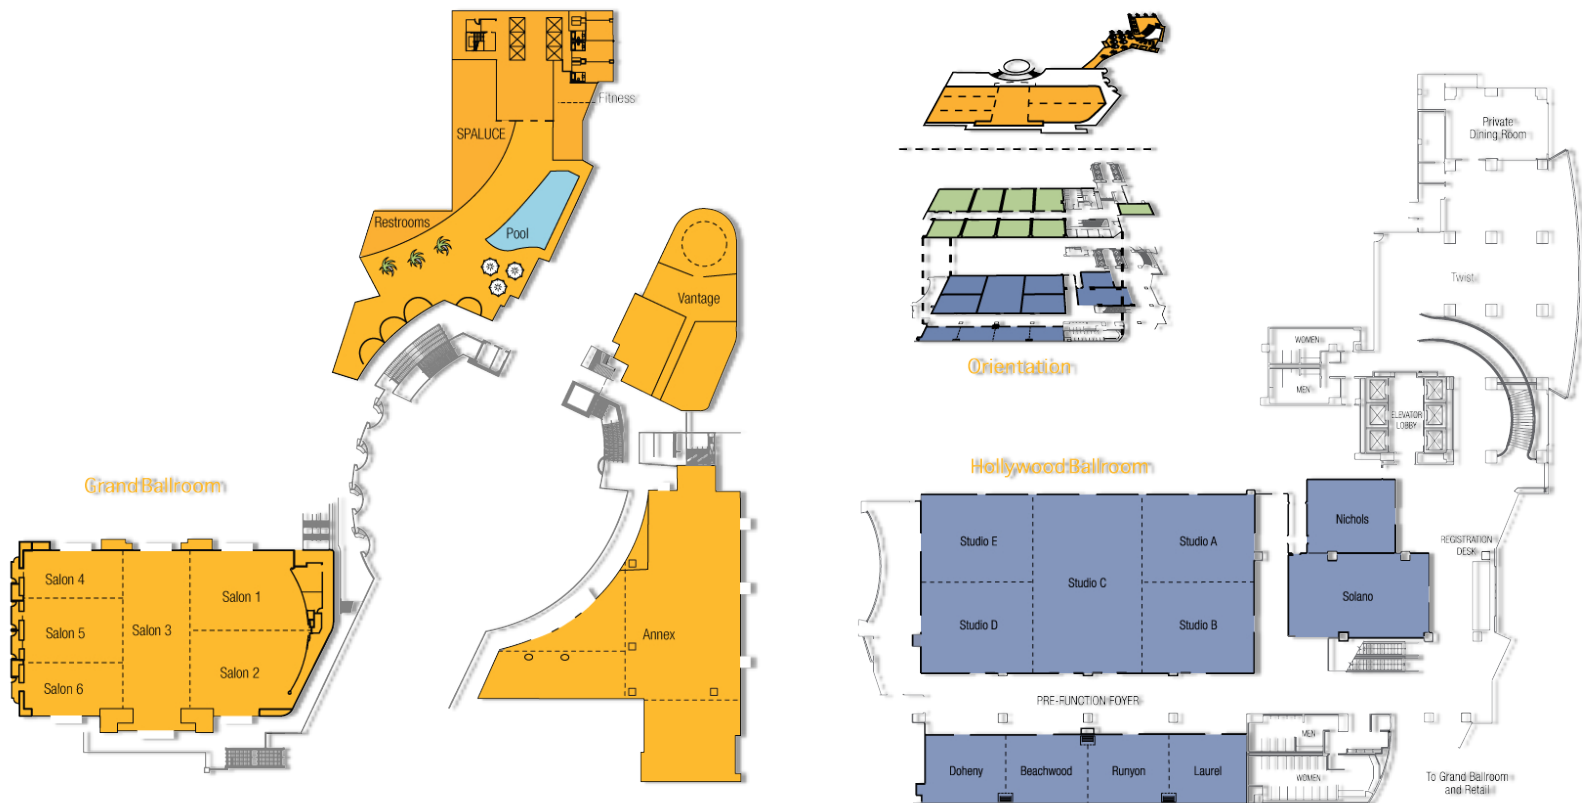 Fitness
SPALUCE
Restrooms
Pool
Vantage
Grand Ballroom
Salon 4
Salon 1
Salon 5
Salon 3
Salon 2
Salon 6
Annex
Orientation
Private
Dining Room
Twist
WOMEN
MEN
ELEVATOR
LOBBY
Hollywood Ballroom
Studio E
Studio A
Studio C
Studio D
Studio B
Nichols
Solano
REGISTRATION
DESK
PRE-FUNCTION FOYER
Doheny
Beachwood
Runyon
Laurel
MEN
WOMEN
To Grand Ballroom
and Retail